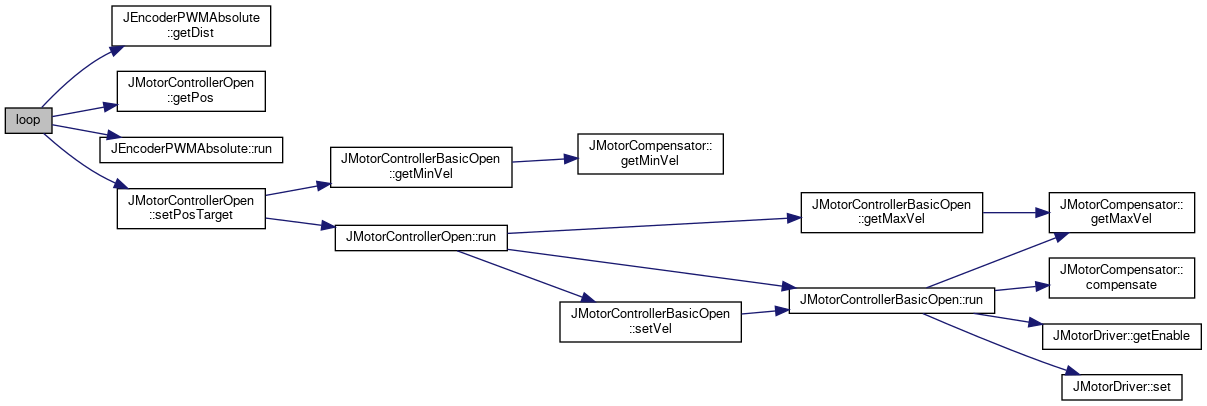 loop
JEncoderPWMAbsolute
::getDist
JMotorControllerOpen
::getPos
JEncoderPWMAbsolute::run
JMotorControllerOpen
::setPosTarget
JMotorControllerBasicOpen
::getMinVel
JMotorCompensator::
getMinVel
JMotorControllerOpen::run
JMotorControllerBasicOpen
::getMaxVel
JMotorCompensator::
getMaxVel
JMotorControllerBasicOpen
::setVel
JMotorControllerBasicOpen::run
JMotorCompensator::
compensate
JMotorDriver::getEnable
JMotorDriver::set